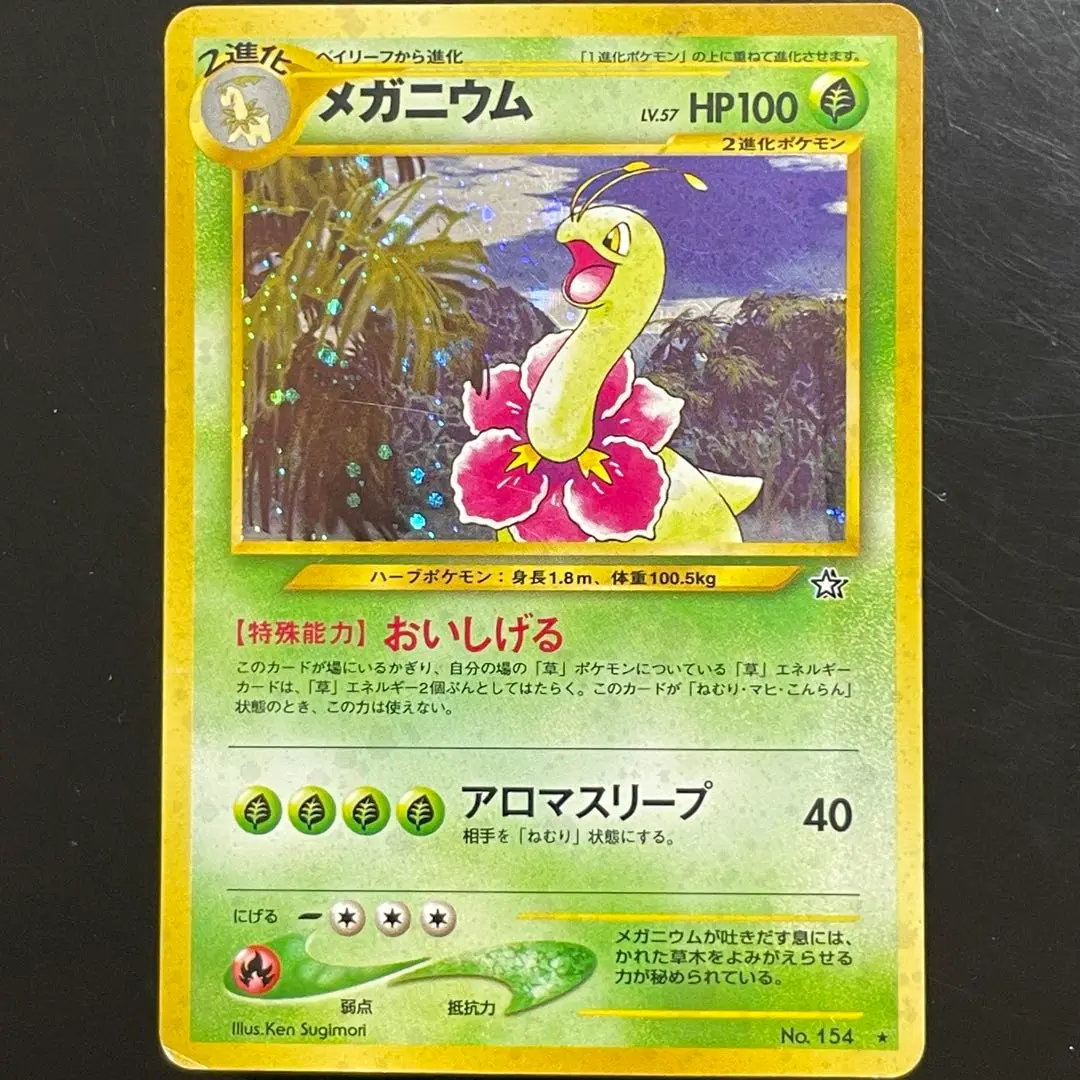 2進化
ベイリーフから進化
「1進化ポケモン」の上に重ねて進化させます。
メガニウム
LV.57 HP100
2進化ポケモン
ハーブポケモン：身長1.8m、体重100.5kg
【特殊能力】おいしげる
このカードが場にいるかぎり、自分の場の「草」ポケモンについている「草」エネルギー
カードは、「草」エネルギー2個ぶんとしてはたらく。このカードが「ねむり・マヒ・こんらん」
状態のとき、この力は使えない。
アロマスリープ 40
相手を「ねむり」状態にする。
にげる
メガニウムが吐きだす息には、
かれた草木をよみがえらせる
力が秘められている。
弱点 抵抗力
Illus.Ken Sugimori
No. 154 ★